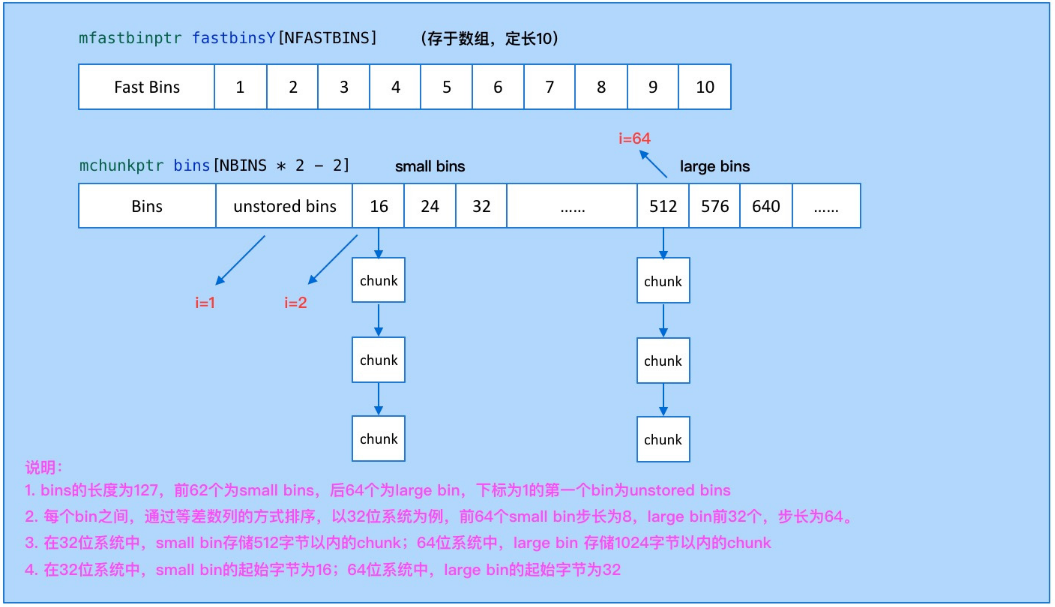 mfastbinptr fastbinsY[NFASTBINS] （存于数组，定长10）
Fast Bins 1 2 3 4 5 6 7 8 9 10
i=64
mchunkptr bins[NBINS * 2 - 2] small bins large bins
Bins unstored bins 16 24 32 …… 512 576 640 ……
chunk chunk
i=1 i=2
chunk chunk
chunk chunk
说明：
1. bins的长度为127，前62个为small bins，后64个为large bin，下标为1的第一个bin为unstored bins
2. 每个bin之间，通过等差数列的方式排序，以32位系统为例，前64个small bin步长为8，large bin前32个，步长为64。
3. 在32位系统中，small bin存储512字节以内的chunk；64位系统中，large bin 存储1024字节以内的chunk
4. 在32位系统中，small bin的起始字节为16；64位系统中，large bin的起始字节为32